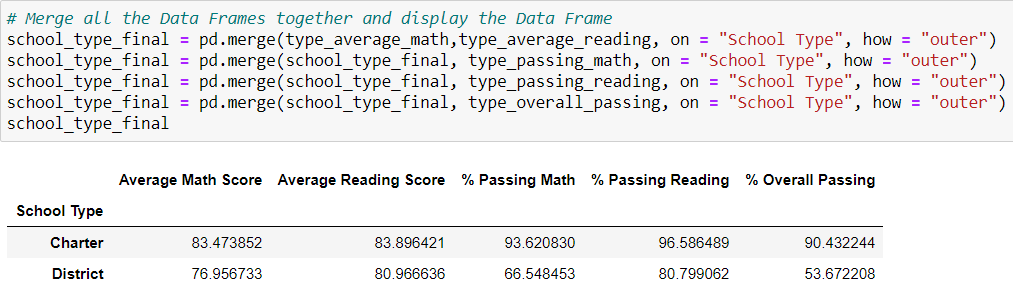 # Merge all the Data Frames together and display the Data Frame
school_type_final = pd.merge(type_average_math,type_average_reading, on = "School Type", how = "outer")
school_type_final = pd.merge(school_type_final, type_passing_math, on = "School Type", how = "outer")
school_type_final = pd.merge(school_type_final, type_passing_reading, on = "School Type", how = "outer")
school_type_final = pd.merge(school_type_final, type_overall_passing, on = "School Type", how = "outer")
school_type_final
Average Math Score Average Reading Score % Passing Math % Passing Reading % Overall Passing
School Type
Charter 83.473852 83.896421 93.620830 96.586489 90.432244
District 76.956733 80.966636 66.548453 80.799062 53.672208